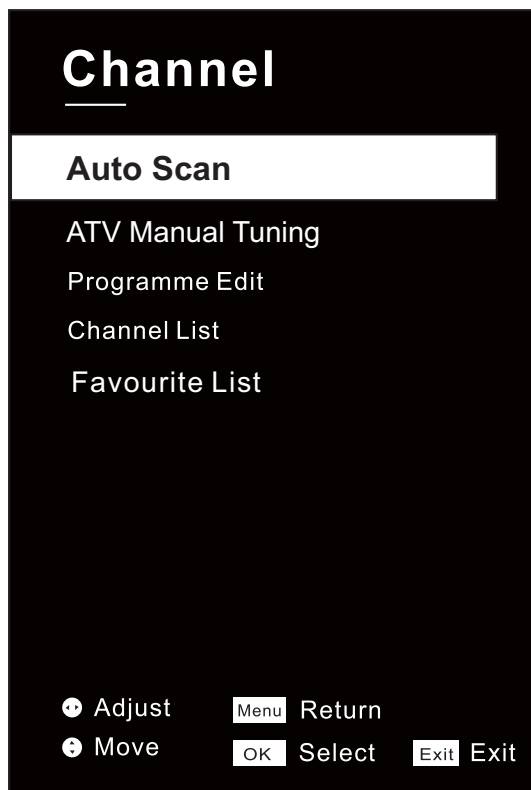 Channel
Auto Scan
ATV Manual Tuning
Programme Edit
Channel List
Favourite List
Adjust Menu Return
Move OK Select Exit Exit